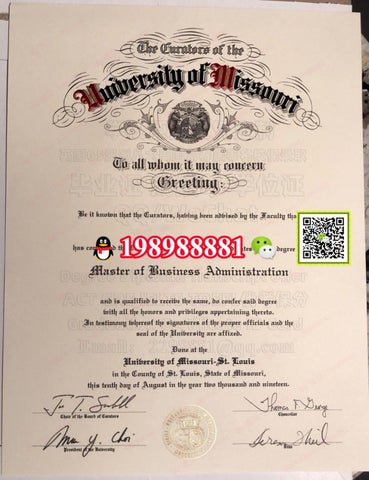 The Curators of the
University of Missouri
To all whom it may concern
Greeting:
Be it known that the Curators, having been advised by the Faculty tha
198988881
has con
degree
Master of Business Administration
and is qualified to receive the same, do confer said degree
with all the honors and privileges appertaining thereto.
In testimony whereof the signatures of the proper officials and the
seal of the University are affixed.
Done at the
University of Missouri-St. Louis
in the County of St. Louis, State of Missouri,
this tenth day of August in the year two thousand and nineteen.
Chair of the Board of Curators
Chancellor
President of the University
Dean